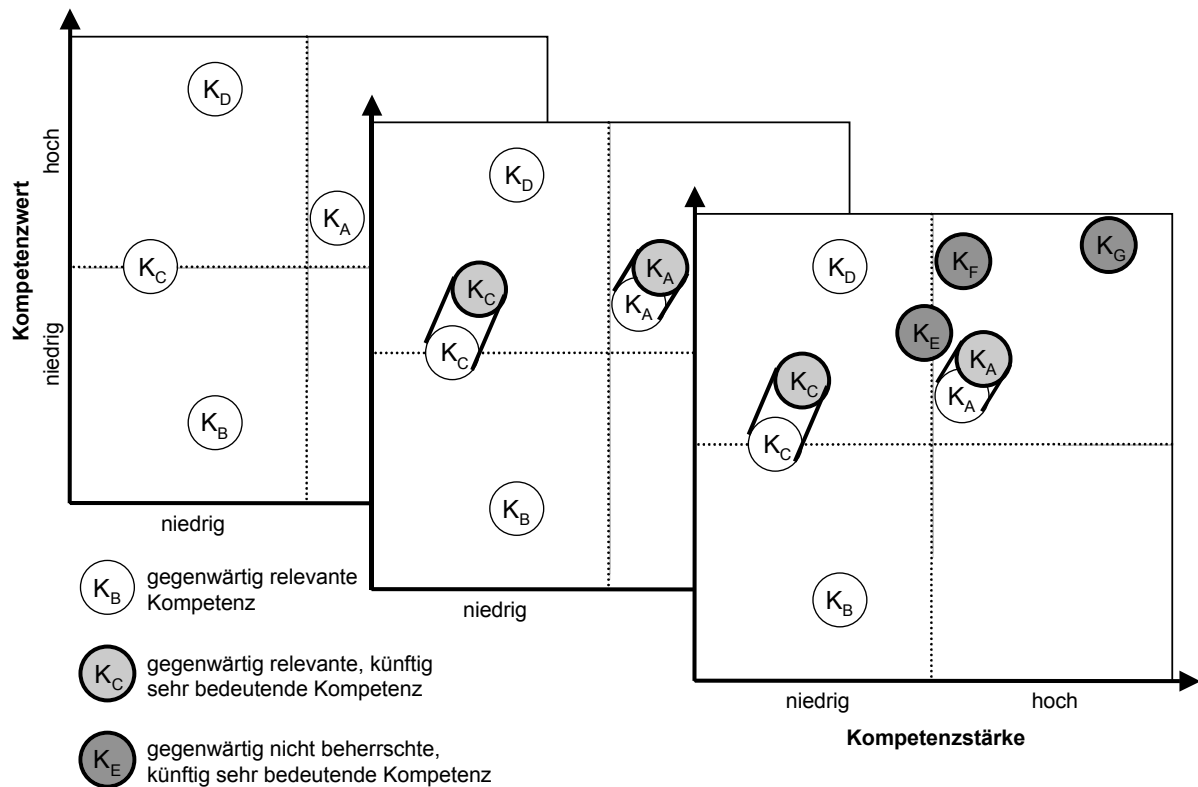 Kompetenzwert
hoch
niedrig
K_D
K_A
K_C
K_B
niedrig
K_D
K_A
K_A
K_C
K_C
K_B
niedrig
K_G
K_F
K_D
K_E
K_A
K_A
K_C
K_C
K_B
niedrig
hoch
Kompetenzstärke
K_B
gegenwärtig relevante
Kompetenz
K_C
gegenwärtig relevante, künftig
sehr bedeutende Kompetenz
K_E
gegenwärtig nicht beherrschte,
künftig sehr bedeutende Kompetenz